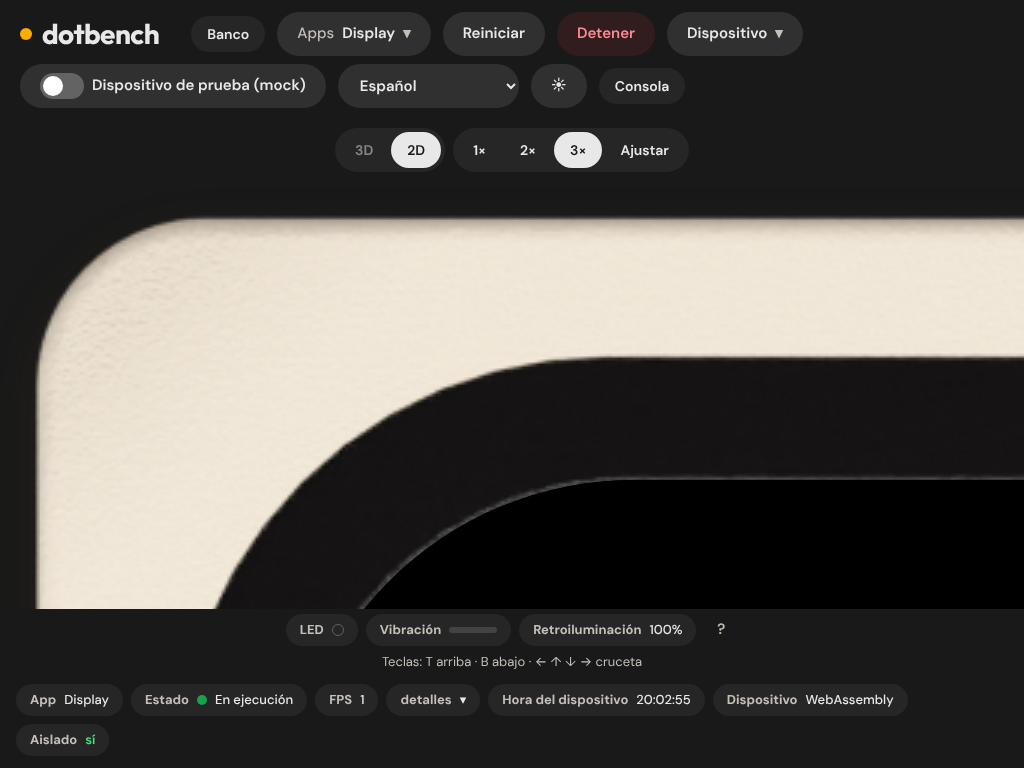 dotbench Banco Apps Display ▾ Reiniciar Detener Dispositivo ▾
Dispositivo de prueba (mock) Español ☀ Consola
3D 2D 1× 2× 3× Ajustar
LED Vibración Retroiluminación 100% ?
Teclas: T arriba · B abajo · ← ↑ ↓ → cruceta
App Display Estado En ejecución FPS 1 detalles ▾ Hora del dispositivo 20:02:55 Dispositivo WebAssembly
Aislado sí